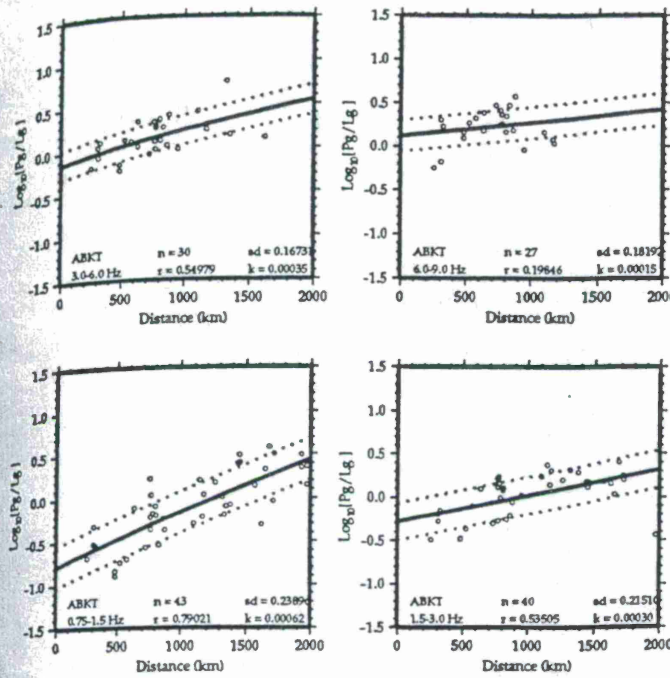 1.5
1.0
0.5
0.0
-0.5
-1.0
-1.5
Log₁₀[Pg/Lg]
ABKT n = 30 sd = 0.16731
3.0-6.0 Hz r = 0.54979 k = 0.00035
0 500 1000 1500 2000
Distance (km)
1.5
1.0
0.5
0.0
-0.5
-1.0
-1.5
Log₁₀[Pg/Lg]
ABKT n = 27 sd = 0.18192
6.0-9.0 Hz r = 0.19846 k = 0.00015
0 500 1000 1500 2000
Distance (km)
1.5
1.0
0.5
0.0
-0.5
-1.0
-1.5
Log₁₀[Pg/Lg]
ABKT n = 43 sd = 0.2389
0.75-1.5 Hz r = 0.79021 k = 0.00062
0 500 1000 1500 2000
Distance (km)
1.5
1.0
0.5
0.0
-0.5
-1.0
-1.5
Log₁₀[Pg/Lg]
ABKT n = 40 sd = 0.21510
1.5-3.0 Hz r = 0.53505 k = 0.00030
0 500 1000 1500 2000
Distance (km)